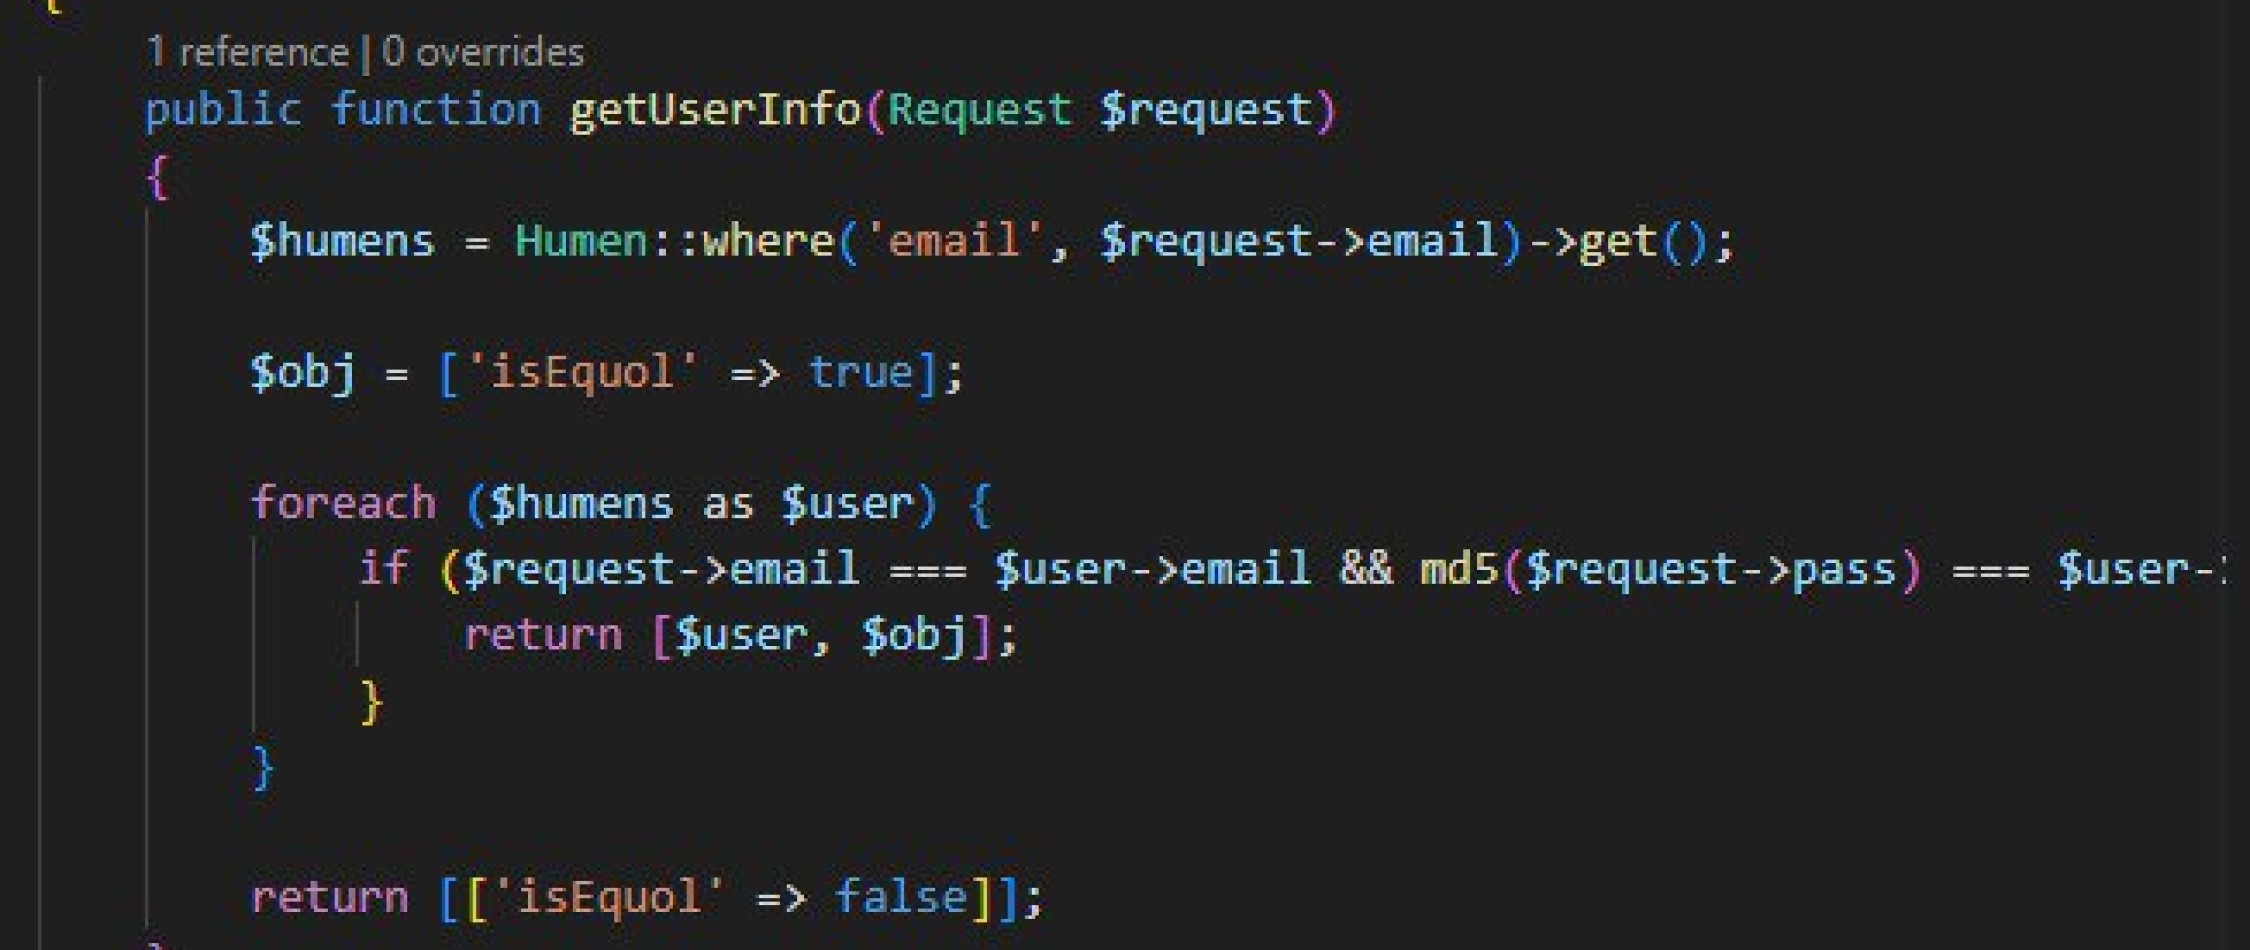 {
1 reference | 0 overrides
public function getUserInfo(Request $request)
{
$humens = Humen::where('email', $request->email)->get();
$obj = ['isEquol' => true];
foreach ($humens as $user) {
if ($request->email === $user->email && md5($request->pass) === $user-
return [$user, $obj];
}
}
return [['isEquol' => false]];
}